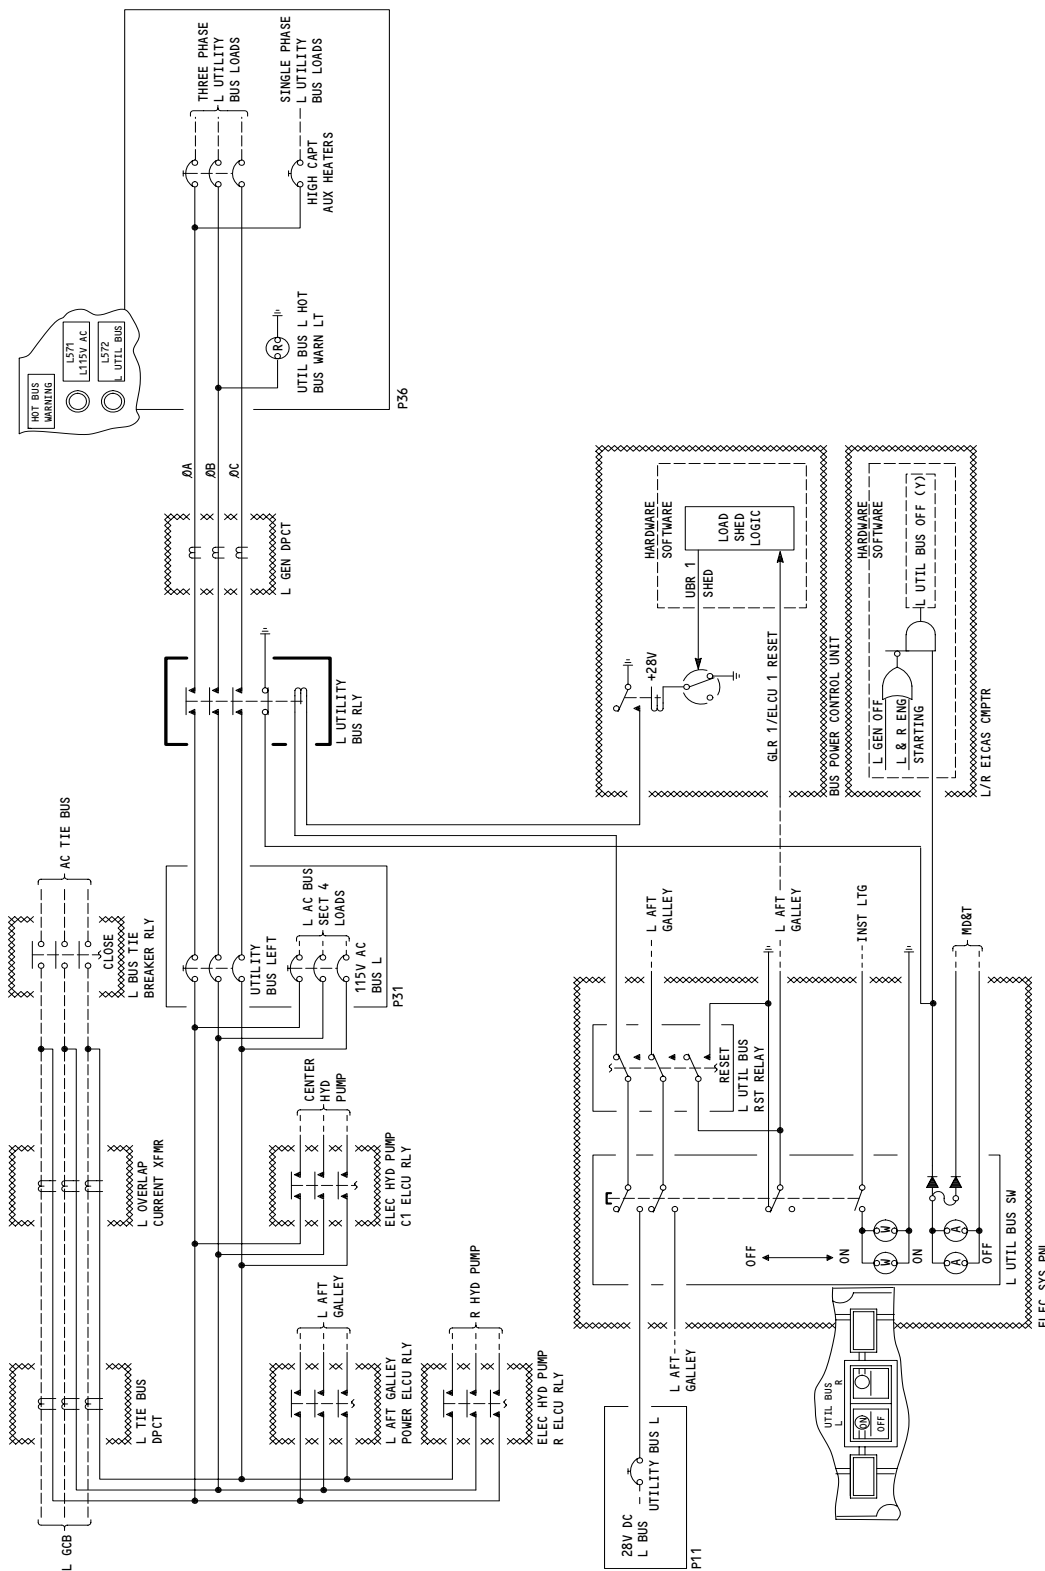 THREE PHASE
L UTILITY
BUS LOADS
SINGLE PHASE
L UTILITY
BUS LOADS
HIGH CAPT
AUX HEATERS
HOT BUS
WARNING
L571
L115V AC
L572
L UTIL BUS
R
UTIL BUS L HOT
BUS WARN LT
P36
ØA
ØB
ØC
L GEN DPCT
L UTILITY
BUS RLY
AC TIE BUS
CLOSE
L BUS TIE
BREAKER RLY
UTILITY
BUS LEFT
L AC BUS
SECT 4
LOADS
115V AC
BUS L
P31
L OVERLAP
CURRENT XFMR
CENTER
HYD
PUMP
ELEC HYD PUMP
C1 ELCU RLY
L TIE BUS
DPCT
L AFT
GALLEY
L AFT GALLEY
POWER ELCU RLY
R HYD PUMP
ELEC HYD PUMP
R ELCU RLY
L GCB
HARDWARE
SOFTWARE
LOAD
SHED
LOGIC
UBR 1
SHED
+28V
GLR 1/ELCU 1 RESET
BUS POWER CONTROL UNIT
HARDWARE
SOFTWARE
L UTIL BUS OFF (Y)
L GEN OFF
L & R ENG
STARTING
L/R EICAS CMPTR
L AFT
GALLEY
L AFT
GALLEY
INST LTG
MD&T
RESET
L UTIL BUS
RST RELAY
OFF
ON
W
W
ON
A
A
OFF
L UTIL BUS SW
ELEC SYS PNL
L AFT
GALLEY
28V DC
L BUS
UTILITY BUS L
P11
UTIL BUS
L
R
ON
OFF